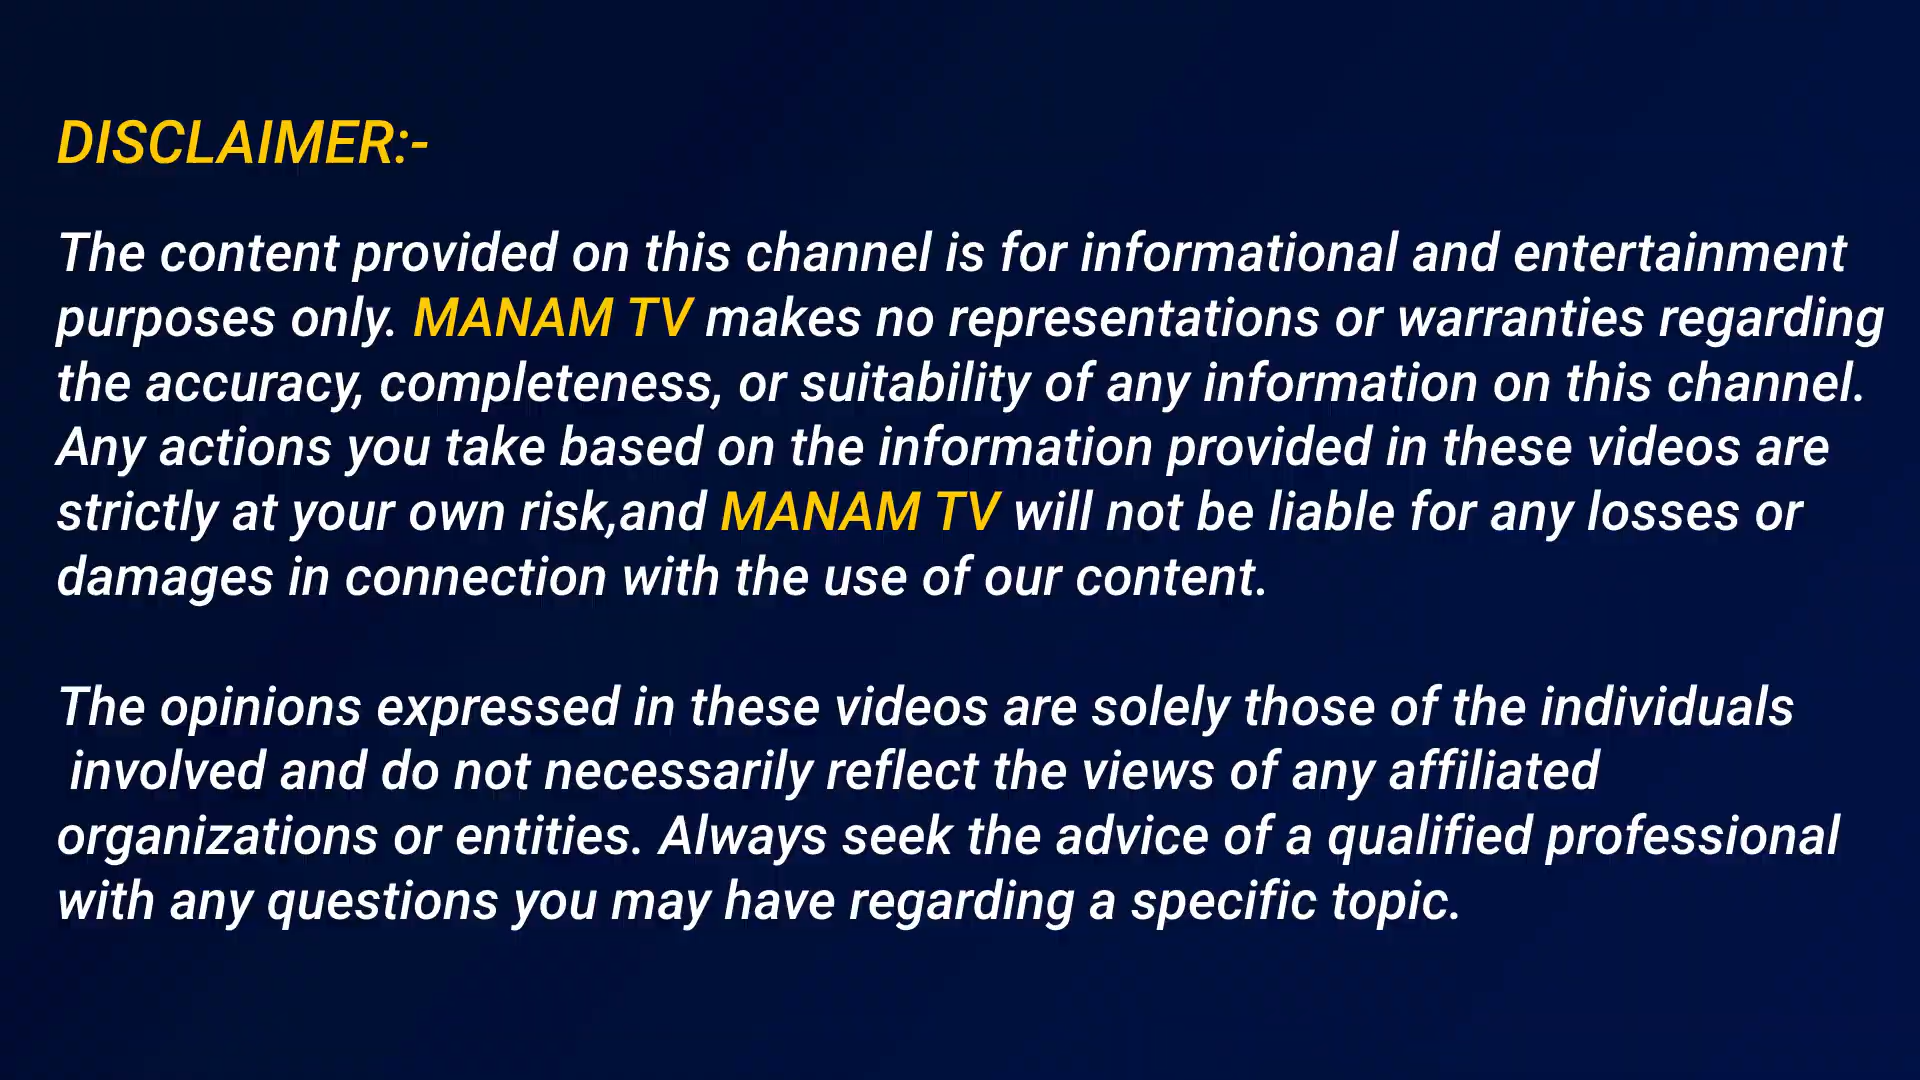 DISCLAIMER:-
The content provided on this channel is for informational and entertainment
purposes only. MANAM TV makes no representations or warranties regarding
the accuracy, completeness, or suitability of any information on this channel.
Any actions you take based on the information provided in these videos are
strictly at your own risk,and MANAM TV will not be liable for any losses or
damages in connection with the use of our content.
The opinions expressed in these videos are solely those of the individuals
involved and do not necessarily reflect the views of any affiliated
organizations or entities. Always seek the advice of a qualified professional
with any questions you may have regarding a specific topic.